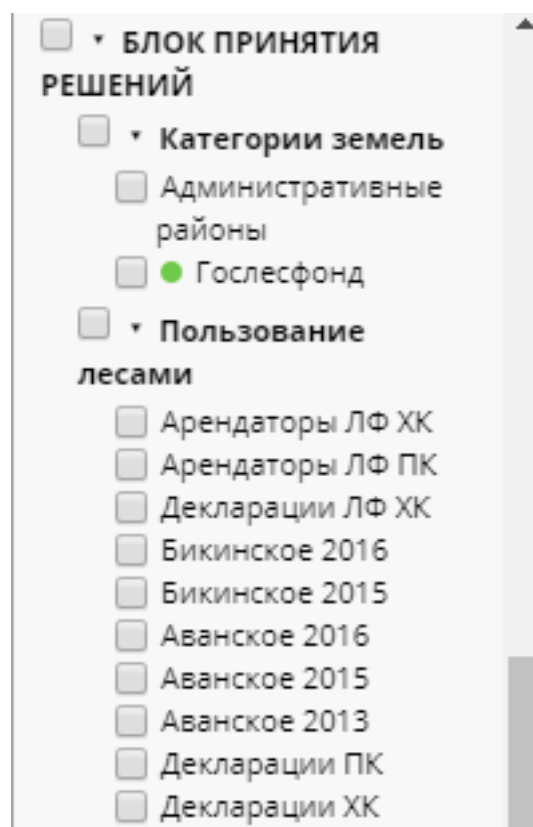 БЛОК ПРИНЯТИЯ
РЕШЕНИЙ
Категории земель
Административные
районы
Гослесфонд
Пользование
лесами
Арендаторы ЛФ ХК
Арендаторы ЛФ ПК
Декларации ЛФ ХК
Бикинское 2016
Бикинское 2015
Аванское 2016
Аванское 2015
Аванское 2013
Декларации ПК
Декларации ХК